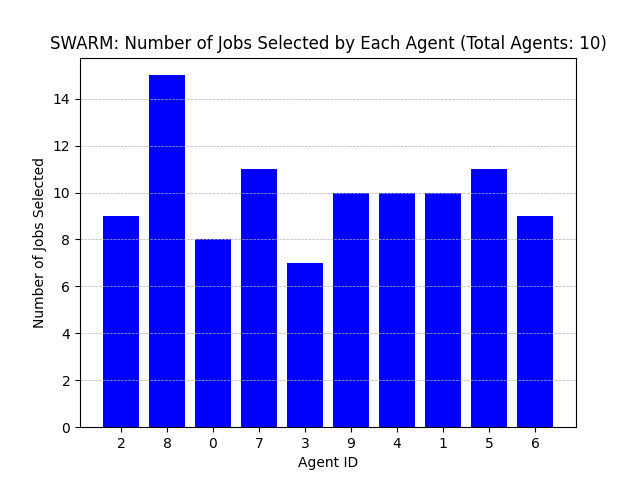 SWARM: Number of Jobs Selected by Each Agent (Total Agents: 10)
Number of Jobs Selected
14
12
10
8
6
4
2
0
2 8 0 7 3 9 4 1 5 6
Agent ID